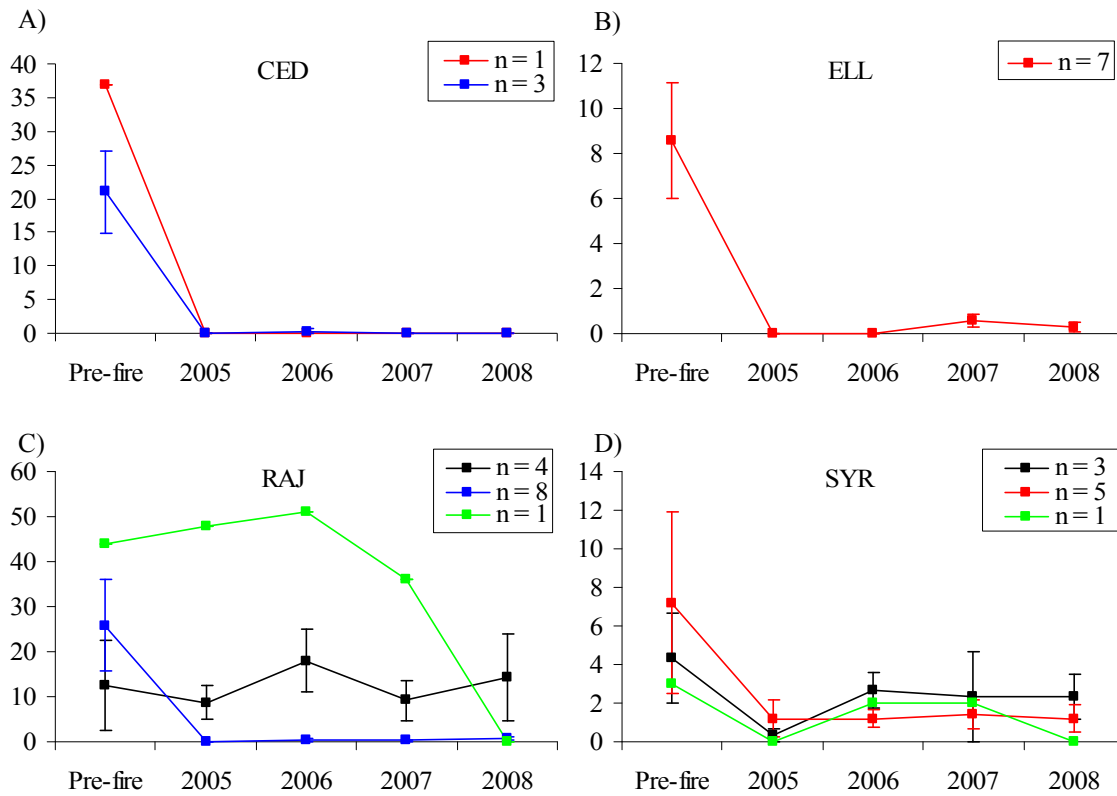 A)
CED
n = 1
n = 3
40
35
30
25
20
15
10
5
0
Pre-fire 2005 2006 2007 2008
B)
ELL
n = 7
12
10
8
6
4
2
0
Pre-fire 2005 2006 2007 2008
C)
RAJ
n = 4
n = 8
n = 1
60
50
40
30
20
10
0
Pre-fire 2005 2006 2007 2008
D)
SYR
n = 3
n = 5
n = 1
14
12
10
8
6
4
2
0
Pre-fire 2005 2006 2007 2008